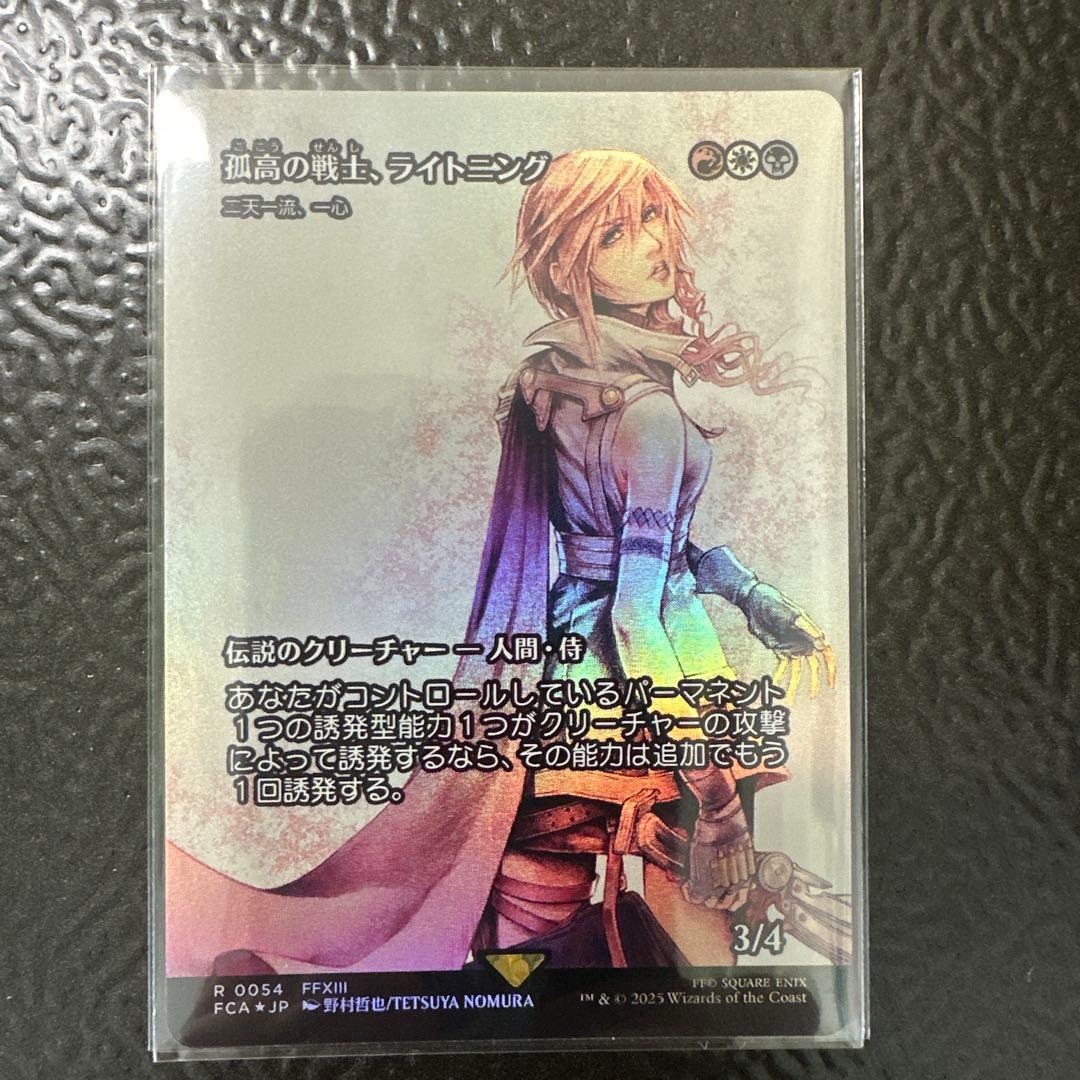 孤高の戦士、ライトニング
ここう せんし
二天一流、一心
伝説のクリーチャー ― 人間・侍
あなたがコントロールしているパーマネント
1つの誘発型能力1つがクリーチャーの攻撃
によって誘発するなら、その能力は追加でもう
1回誘発する。
3/4
R 0054 FFXIII
FCA★JP 野村哲也/TETSUYA NOMURA
FF© SQUARE ENIX
™ & © 2025 Wizards of the Coast